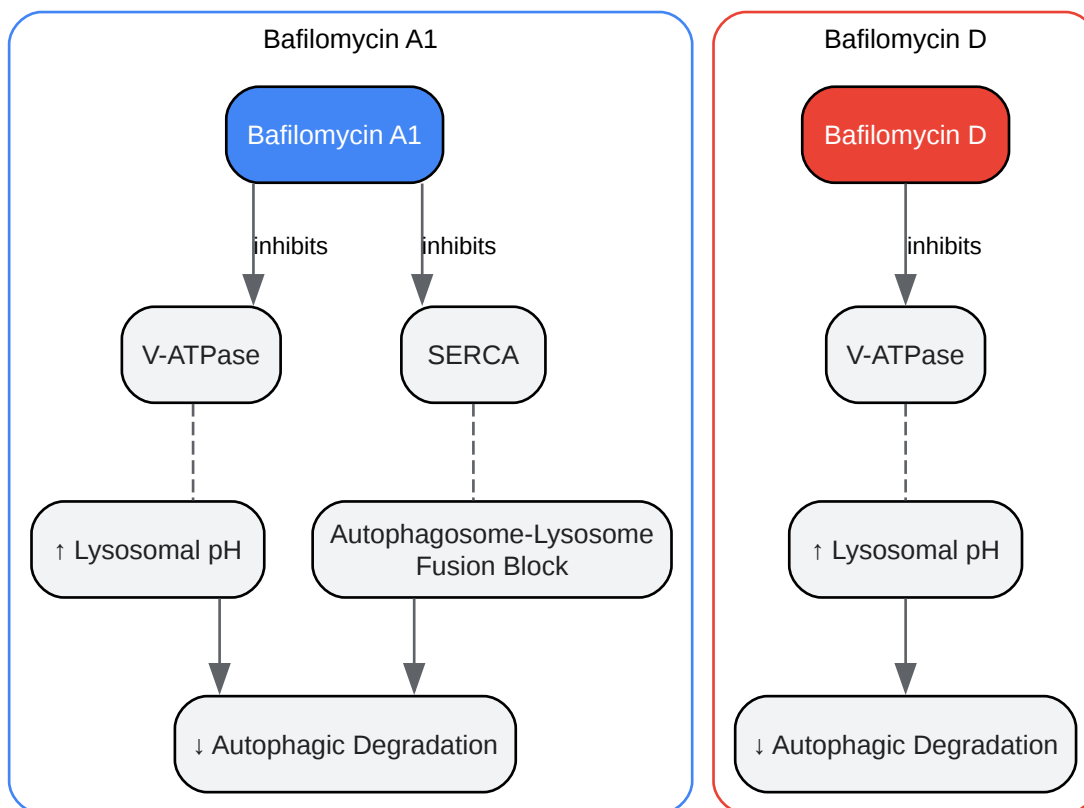 Bafilomycin A1
Bafilomycin A1
inhibits
inhibits
V-ATPase
SERCA
↑ Lysosomal pH
Autophagosome-Lysosome
Fusion Block
↓ Autophagic Degradation
Bafilomycin D
Bafilomycin D
inhibits
V-ATPase
↑ Lysosomal pH
↓ Autophagic Degradation